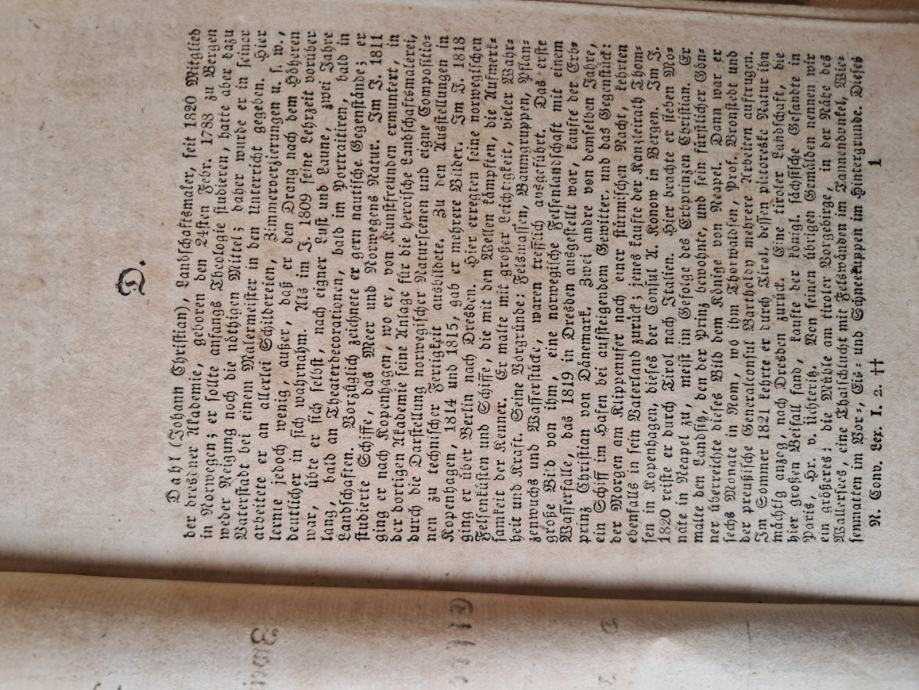 D.
Dahl (Johann Christian), Landschaftsmaler, seit 1820 Mitglied
der dresdner Akademie, geboren den 24sten Febr. 1788 zu Bergen
in Norwegen; er sollte anfangs Theologie studieren, hatte aber dazu
weder Neigung noch die nöthigen Mittel; daher wurde er in seiner
Vaterstadt bei einem Malermeister in den Unterricht gegeben. Hier
arbeitete er an allerlei Schildereien, Zimmerverzierungen u. s. w.,
lernte jedoch wenig, außer, daß er den Drang nach dem Höheren
deutlicher in sich wahrnahm. Als im J. 1809 seine Lehrzeit vorüber
war, übte er sich selbst, nach eigner Lust und Laune, zwei Jahre
lang, bald an Theaterdecorationen, bald im Portraitiren, bald in
Landschaften. Vorzüglich zeichnete er gern nautische Gegenstände; er
studierte Schiffe, das Meer und Norwegens Natur. Im J. 1811
ging er nach Kopenhagen, wo er, von Kunstfreunden ermuntert, in
der dortigen Akademie seine Anlage für die heroische Landschaftsmalerei,
durch die Darstellung norwegischer Naturscenen und eigne Compositio-
nen zu technischer Fertigkeit ausbildete. Zu den Ausstellungen in
Kopenhagen, 1814 und 1815, gab er mehrere Bilder. Im J. 1818
ging er über Berlin nach Dresden. Hier erregten seine norwegischen
Felsenküsten und Schiffe, die mit den Wellen kämpften, die Aufmerk-
samkeit der Kenner. Er malte mit großer Leichtigkeit, vieler Wahr-
heit und Kraft. Seine Vorgründe: Felsmassen, Baumgruppen, Pflan-
zenwuchs und Wasserstücke, waren trefflich ausgeführt. Das erste
große Bild von ihm, eine norwegische Felsenlandschaft mit einem
Wasserfalle, das 1819 in Dresden ausgestellt war, kaufte der Erb-
prinz Christian von Dänemark. Zwei andre von demselben Jahre,
ein Schiff im Hafen bei aufsteigendem Gewitter, und das Gegenstück:
der Morgen am Klippenufer nach einer stürmischen Nacht, kehrten
ebenfalls in sein Vaterland zurück; jenes kaufte der Kanzleirath Thom-
sen in Kopenhagen, dieses der Consul A. Konow in Bergen. Im J.
1820 reiste er durch Tirol nach Italien. Hier brachte er sieben Mo-
nate in Neapel zu, meist im Gefolge des Erbprinzen Christian. Er
malte den Landsitz, den der Prinz bewohnte, und sein fürstlicher Gön-
ner überreichte dieses Bild dem Könige von Neapel. Dann war er
sechs Monate in Rom, wo ihm Thorwaldsen, Prof. Bronstedt und
der preußische Generalconsul Bartholdy mehrere Arbeiten auftrugen.
Im Sommer 1821 kehrte er durch Tirol, dessen pittoreske Natur ihn
mächtig anzog, nach Dresden zurück. Eine tiroler Landschaft, die
hier großen Beifall fand, kaufte der königl. sächsische Gesandte in
Paris, Hr. v. Uichteritz. Von seinen übrigen Gemälden nennen wir
ein größeres: die Mühle am tiroler Vorgebirge, in der Nähe des
Wallersees, eine Thalschlucht mit Felswänden im Tannendunkel, Wie-
senmatten im Vor-, Eis- und Schneekuppen im Hintergrunde. Dieses
N. Conv. Lex. I. 2. ††
1